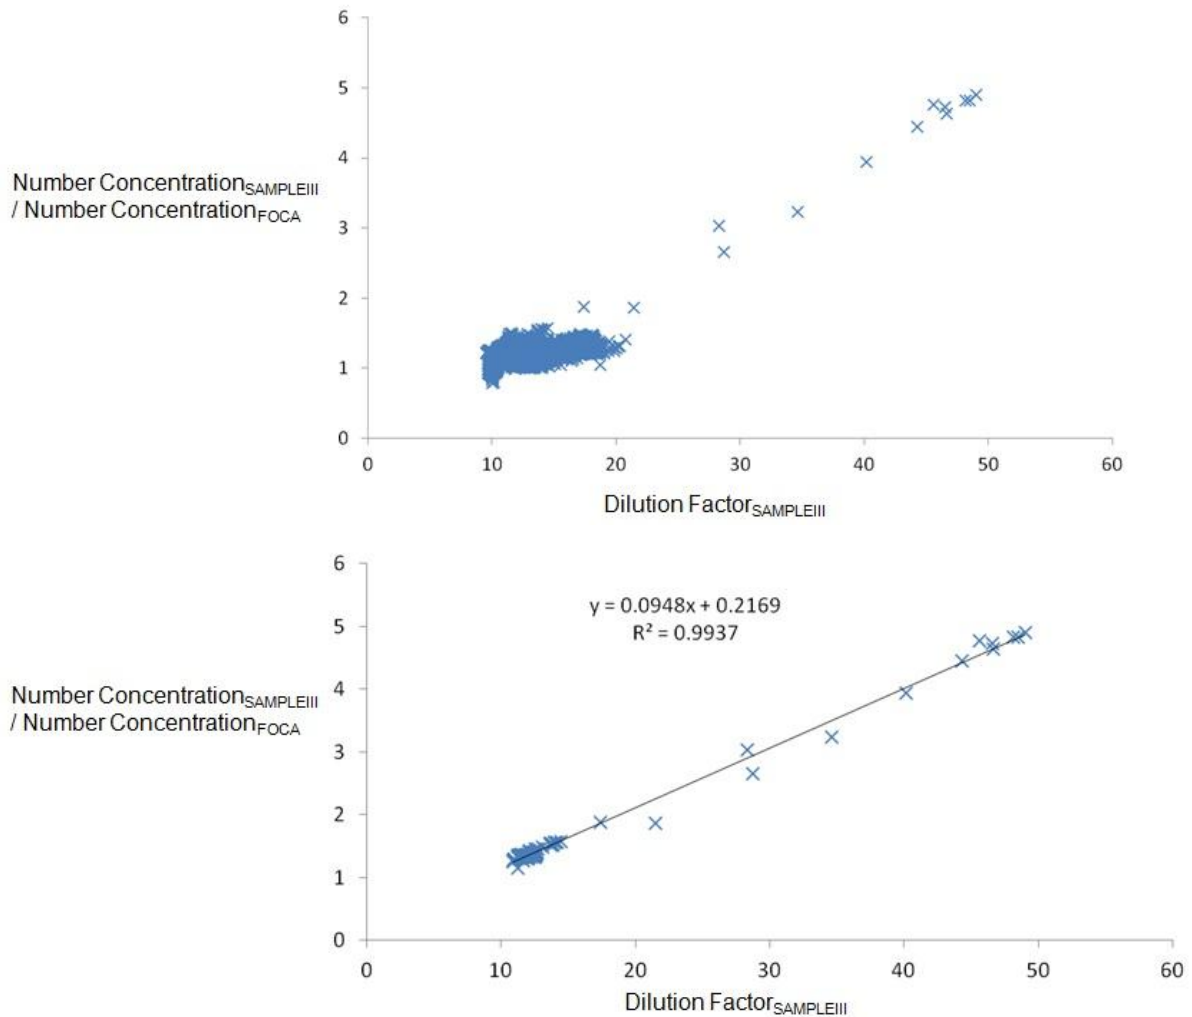 6
5
4
3
2
1
0
Number Concentration_SAMPLEIII
/ Number Concentration_FOCA
0 10 20 30 40 50 60
Dilution Factor_SAMPLEIII
6
5
4
3
2
1
0
y = 0.0948x + 0.2169
R² = 0.9937
Number Concentration_SAMPLEIII
/ Number Concentration_FOCA
0 10 20 30 40 50 60
Dilution Factor_SAMPLEIII